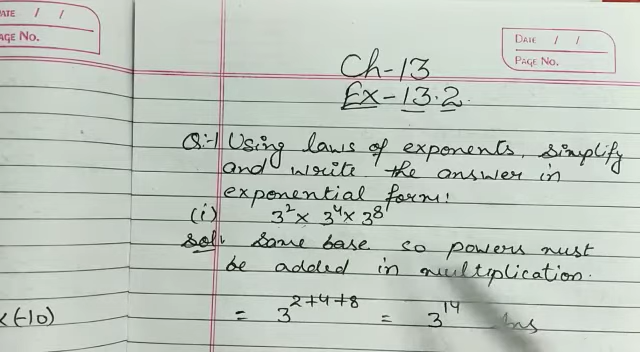 ATE / /
AGE No.
DATE / /
PAGE No.
Ch-13
Ex-13.2.
Q:-1 Using laws of exponents, simplify
and write the answer in
exponential form:
(i) 3² × 3⁴ × 3⁸
sol: Same base so powers must
be added in multiplication.
= 3²⁺⁴⁺⁸ = 3¹⁴ Ans
×(-10)